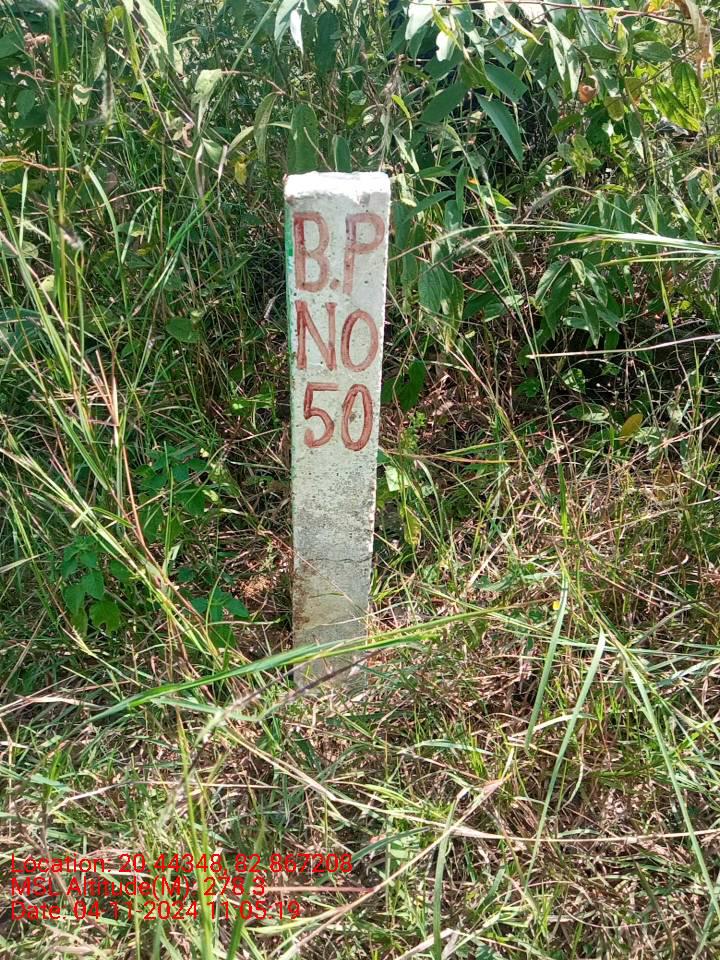 B.P
NO
50
Location: 20.44348, 82.867208
MSL Altitude(M): 278.3
Date: 04-11-2024 11:05:19